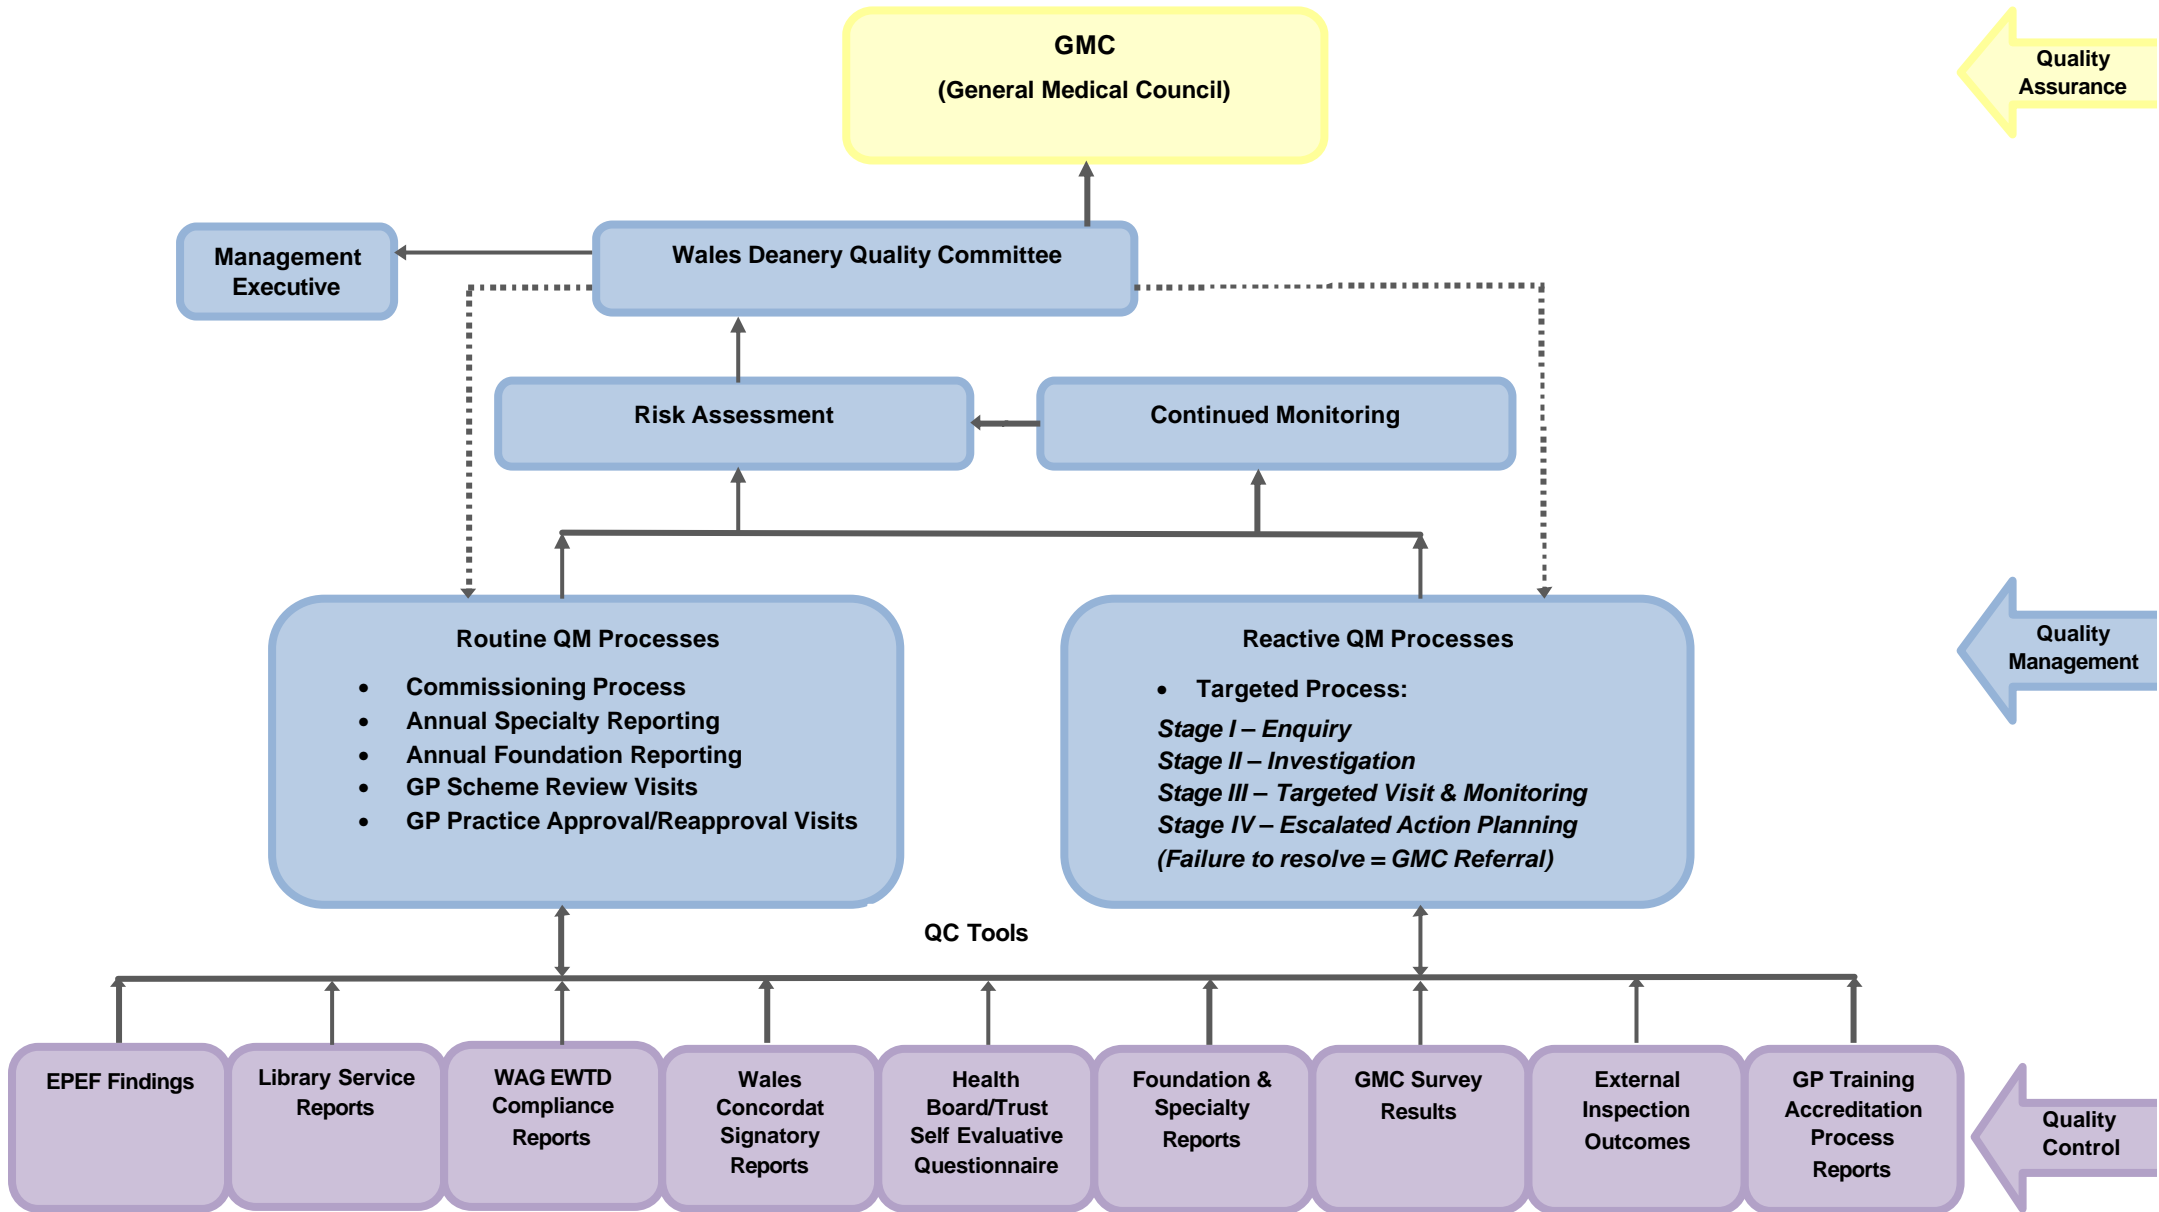 GMC
(General Medical Council)
Quality
Assurance
Management
Executive
Wales Deanery Quality Committee
Risk Assessment
Continued Monitoring
Routine QM Processes
• Commissioning Process
• Annual Specialty Reporting
• Annual Foundation Reporting
• GP Scheme Review Visits
• GP Practice Approval/Reapproval Visits
Reactive QM Processes
• Targeted Process:
Stage I – Enquiry
Stage II – Investigation
Stage III – Targeted Visit & Monitoring
Stage IV – Escalated Action Planning
(Failure to resolve = GMC Referral)
Quality
Management
QC Tools
EPEF Findings
Library Service
Reports
WAG EWTD
Compliance
Reports
Wales
Concordat
Signatory
Reports
Health
Board/Trust
Self Evaluative
Questionnaire
Foundation &
Specialty
Reports
GMC Survey
Results
External
Inspection
Outcomes
GP Training
Accreditation
Process
Reports
Quality
Control